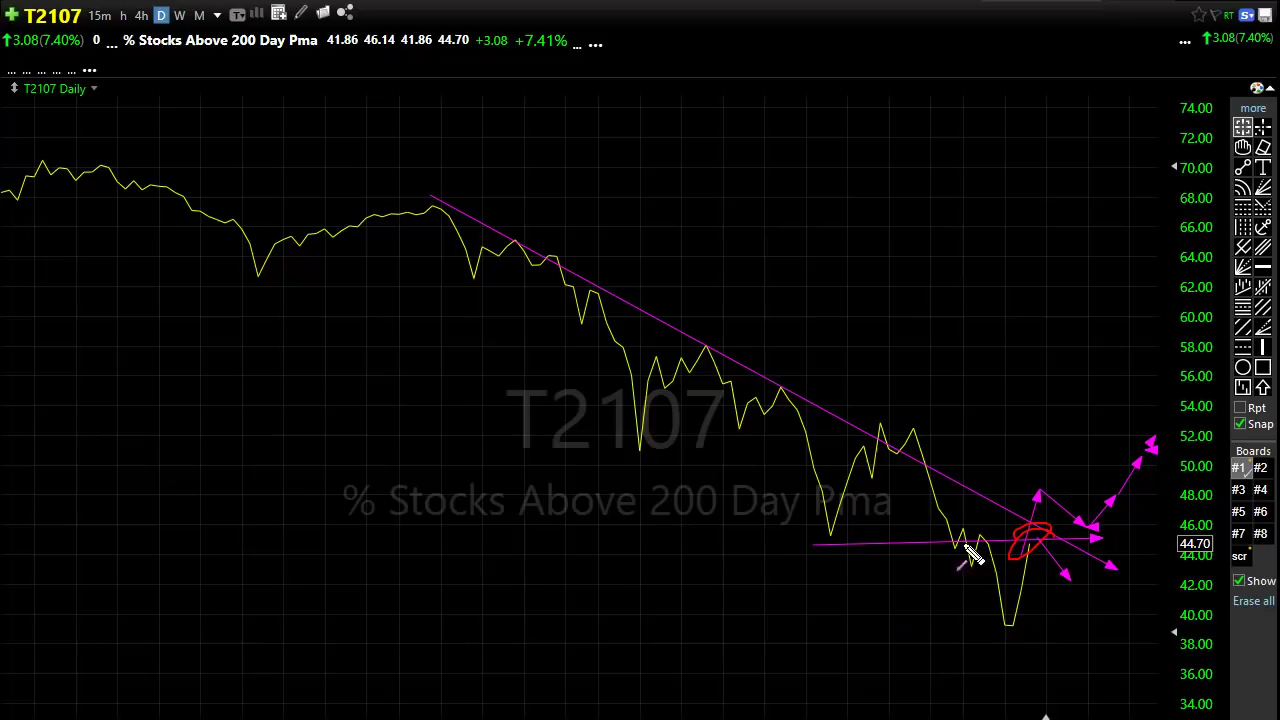 T2107 15m h 4h D W M T RT S
↑3.08(7.40%) 0 ... % Stocks Above 200 Day Pma 41.86 46.14 41.86 44.70 +3.08 +7.41% ... ... ... ↑3.08(7.40%)
... ... ... ... ... ...
T2107 Daily
more
74.00
72.00
70.00
68.00
66.00
64.00
62.00
60.00
58.00
56.00
54.00
52.00
50.00
48.00
46.00
44.70
44.00
42.00
40.00
38.00
36.00
34.00
T2107
% Stocks Above 200 Day Pma
T
Rpt
Snap
Boards
#1 #2
#3 #4
#5 #6
#7 #8
scr
Show
Erase all